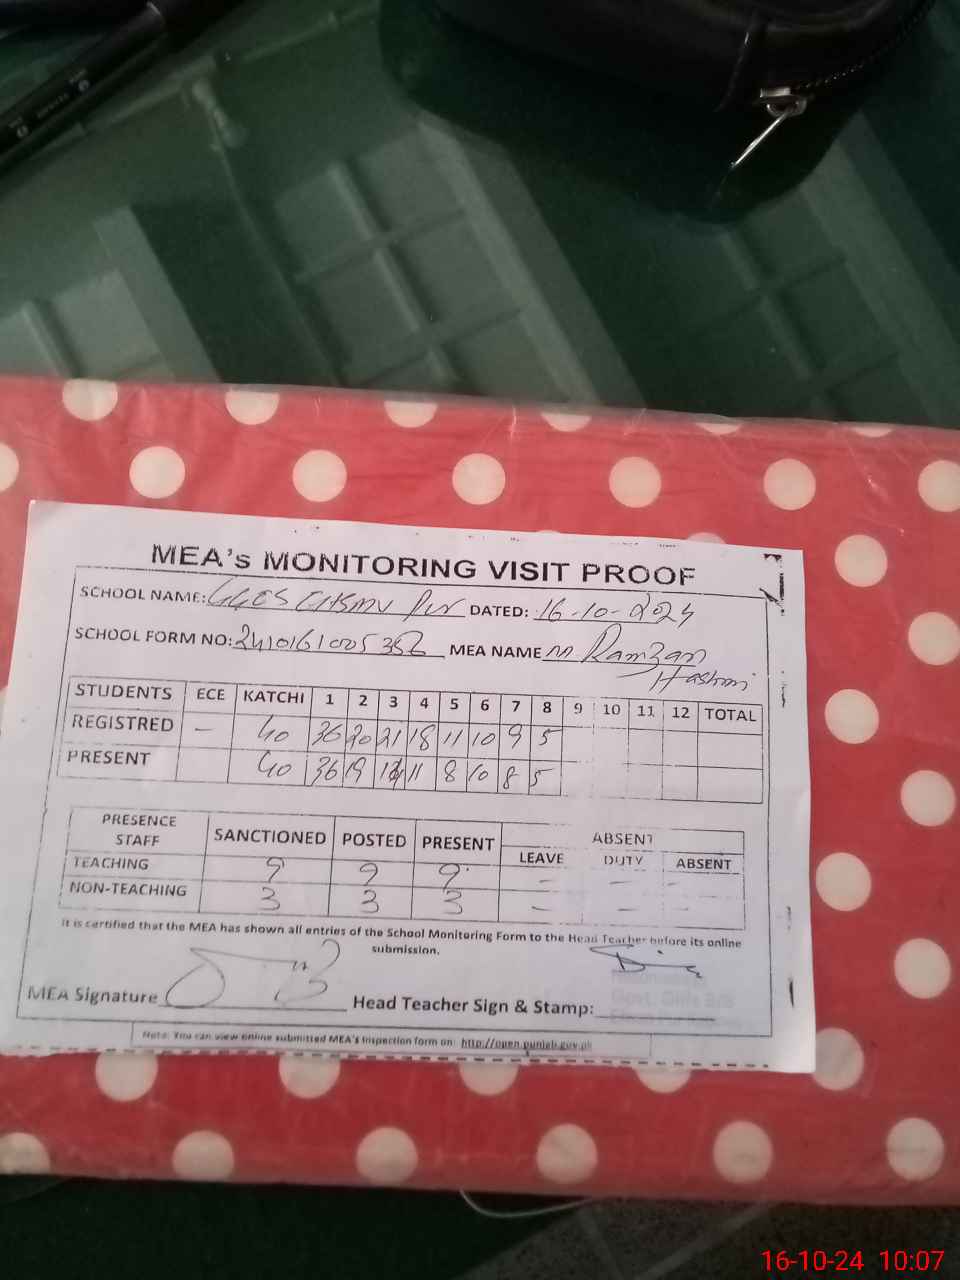 MEA's MONITORING VISIT PROOF
SCHOOL NAME: GGES DATED: 16-10-2024
SCHOOL FORM NO: MEA NAME M Ramzan
Hashmi
STUDENTS ECE KATCHI 1 2 3 4 5 6 7 8 9 10 11 12 TOTAL
REGISTRED — 40 36 20 21 18 11 10 9 5
PRESENT 40 36 19 11 8 10 8 5
PRESENCE STAFF SANCTIONED POSTED PRESENT ABSENT
LEAVE DUTY ABSENT
TEACHING 9 9 9 - - -
NON-TEACHING 3 3 3 - - -
It is certified that the MEA has shown all entries of the School Monitoring Form to the Head Teacher before its online
submission.
MEA Signature Head Teacher Sign & Stamp:
Govt. Girls
Note: You can view online submitted MEA's inspection form on: http://open.punjab.gov.pk
16-10-24 10:07